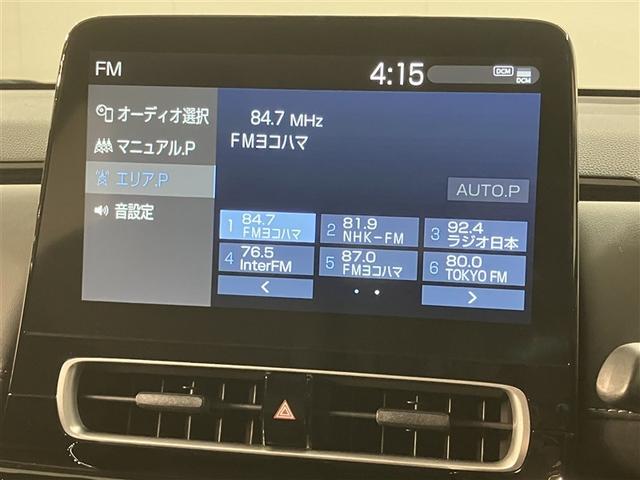 FM
4:15
DCM
DCM
オーディオ選択
マニュアル.P
エリア.P
音設定
84.7 MHz
FMヨコハマ
AUTO.P
1 84.7
FMヨコハマ
2 81.9
NHK-FM
3 92.4
ラジオ日本
4 76.5
InterFM
5 87.0
FMヨコハマ
6 80.0
TOKYO FM
<
>